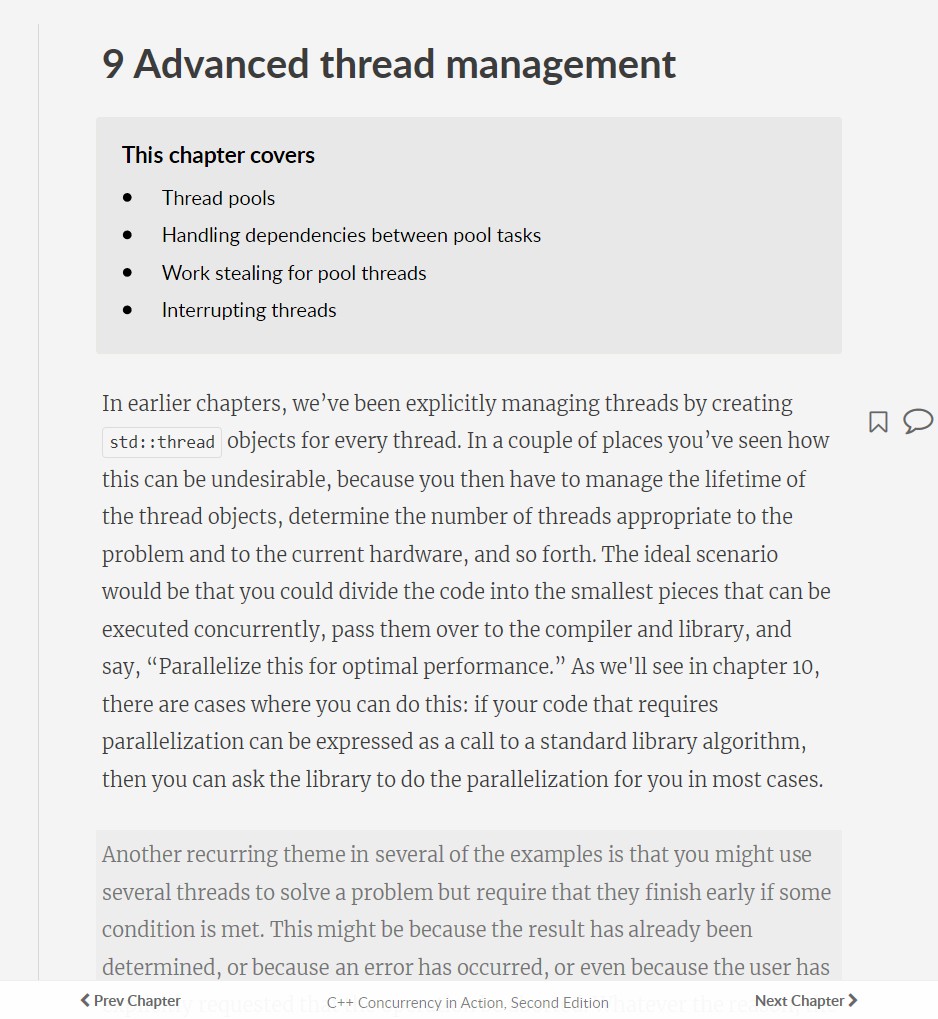 9 Advanced thread management
This chapter covers
● Thread pools
● Handling dependencies between pool tasks
● Work stealing for pool threads
● Interrupting threads
In earlier chapters, we’ve been explicitly managing threads by creating
std::thread objects for every thread. In a couple of places you’ve seen how
this can be undesirable, because you then have to manage the lifetime of
the thread objects, determine the number of threads appropriate to the
problem and to the current hardware, and so forth. The ideal scenario
would be that you could divide the code into the smallest pieces that can be
executed concurrently, pass them over to the compiler and library, and
say, “Parallelize this for optimal performance.” As we'll see in chapter 10,
there are cases where you can do this: if your code that requires
parallelization can be expressed as a call to a standard library algorithm,
then you can ask the library to do the parallelization for you in most cases.
Another recurring theme in several of the examples is that you might use
several threads to solve a problem but require that they finish early if some
condition is met. This might be because the result has already been
determined, or because an error has occurred, or even because the user has
Prev Chapter C++ Concurrency in Action, Second Edition Next Chapter